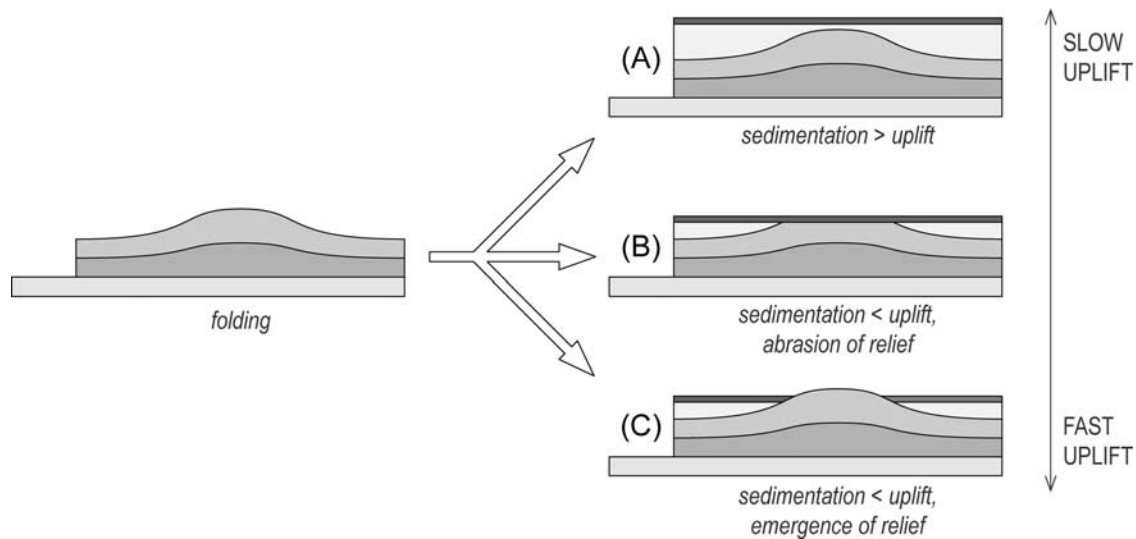 folding
(A)
sedimentation > uplift
(B)
sedimentation < uplift,
abrasion of relief
(C)
sedimentation < uplift,
emergence of relief
SLOW
UPLIFT
FAST
UPLIFT